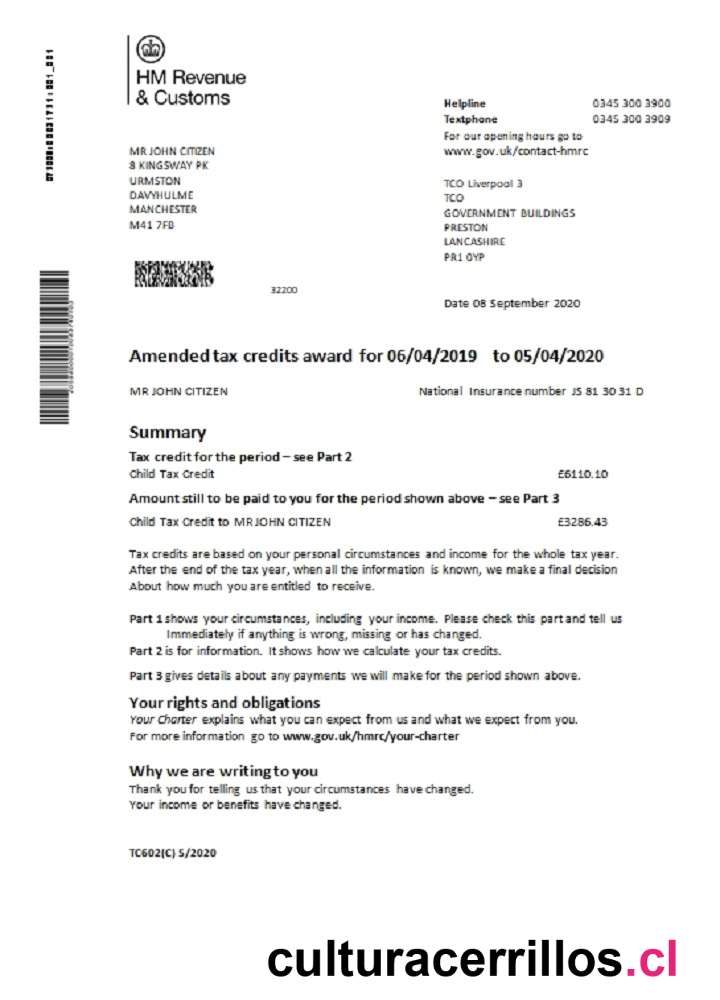 HM Revenue
& Customs
Helpline 0345 300 3900
Textphone 0345 300 3909
For our opening hours go to
www.gov.uk/contact-hmrc
MR JOHN CITIZEN
8 KINGSWAY PK
URMSTON
DAVYHULME
MANCHESTER
M41 7FB
TCO Liverpool 3
TCO
GOVERNMENT BUILDINGS
PRESTON
LANCASHIRE
PR1 0YP
32200
Date 08 September 2020
Amended tax credits award for 06/04/2019 to 05/04/2020
MR JOHN CITIZEN National Insurance number JS 81 30 31 D
Summary
Tax credit for the period – see Part 2
Child Tax Credit £6110.10
Amount still to be paid to you for the period shown above – see Part 3
Child Tax Credit to MR JOHN CITIZEN £3286.43
Tax credits are based on your personal circumstances and income for the whole tax year.
After the end of the tax year, when all the information is known, we make a final decision
About how much you are entitled to receive.
Part 1 shows your circumstances, including your income. Please check this part and tell us
Immediately if anything is wrong, missing or has changed.
Part 2 is for information. It shows how we calculate your tax credits.
Part 3 gives details about any payments we will make for the period shown above.
Your rights and obligations
Your Charter explains what you can expect from us and what we expect from you.
For more information go to www.gov.uk/hmrc/your-charter
Why we are writing to you
Thank you for telling us that your circumstances have changed.
Your income or benefits have changed.
TC602(C) 5/2020
culturacerrillos.cl